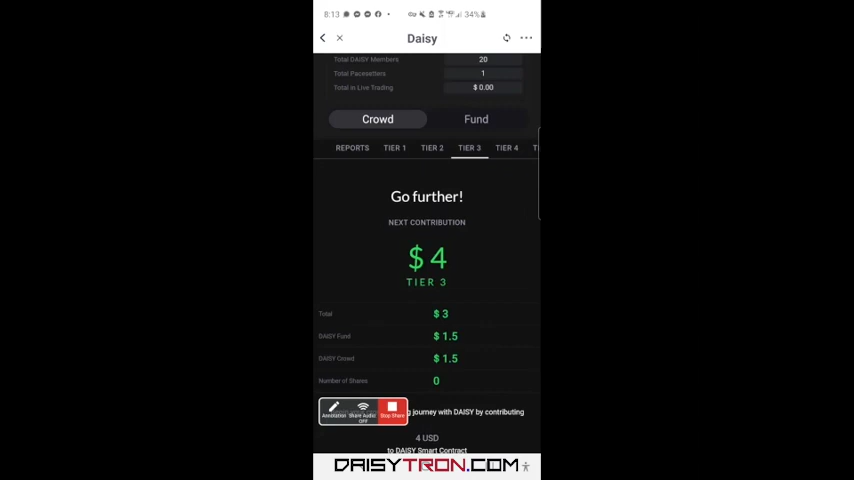 8:13 34%
Daisy
Total DAISY Members 20
Total Pacesetters 1
Total in Live Trading $ 0.00
Crowd Fund
REPORTS TIER 1 TIER 2 TIER 3 TIER 4
Go further!
NEXT CONTRIBUTION
$ 4
TIER 3
Total $ 3
DAISY Fund $ 1.5
DAISY Crowd $ 1.5
Number of Shares 0
Annotation Share Audio OFF Stop Share
g journey with DAISY by contributing
4 USD
to DAISY Smart Contract
DAISYTRON.COM